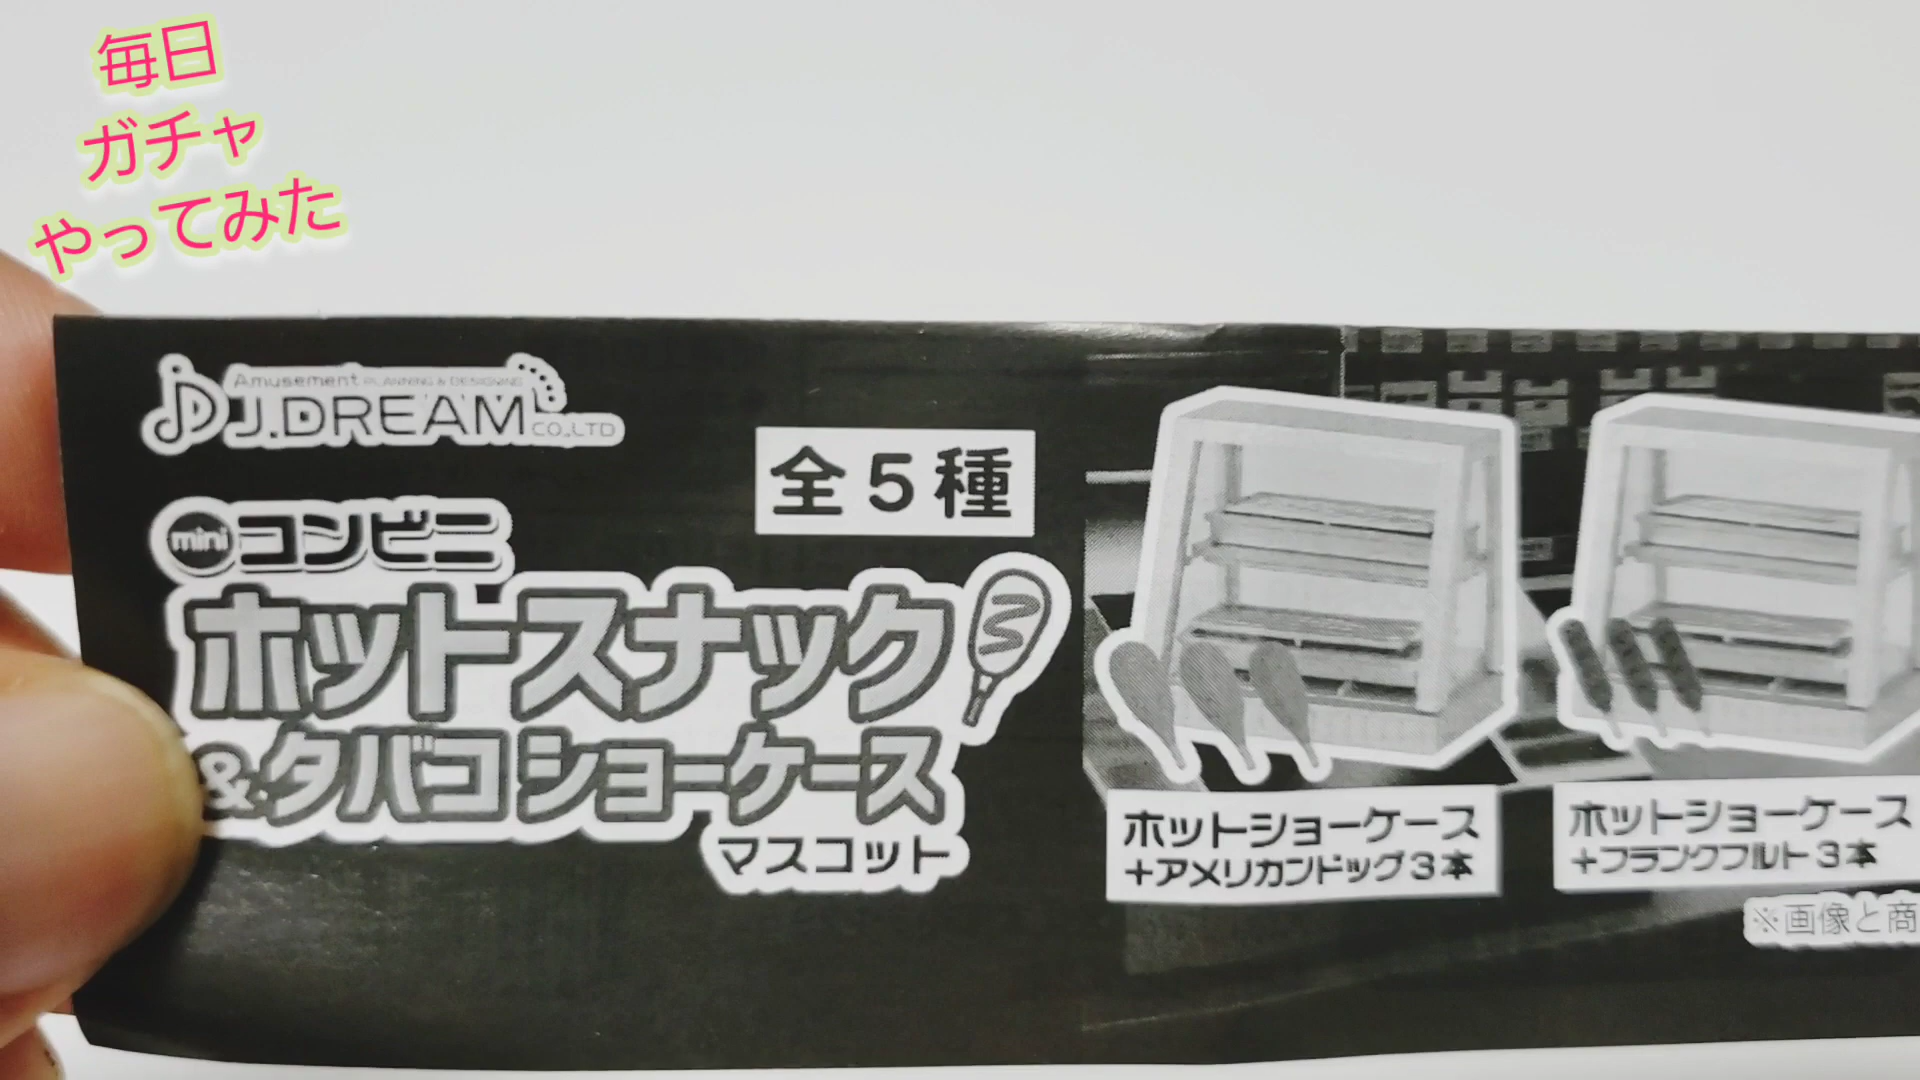 毎日
ガチャ
やってみた
Amusement PLANNING & DESIGNING
J.DREAM CO.,LTD
全5種
mini コンビニ
ホットスナック
&タバコショーケース
マスコット
ホットショーケース
+アメリカンドッグ3本
ホットショーケース
+フランクフルト3本
※画像と商